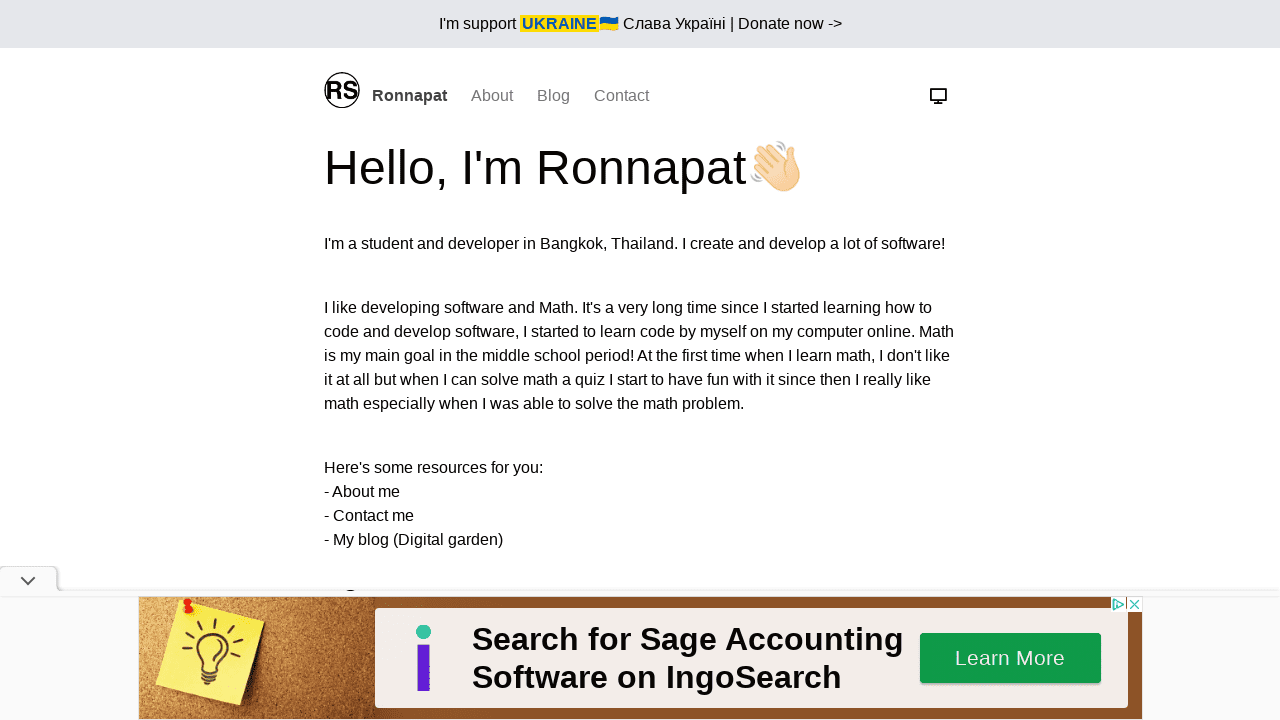 I'm support UKRAINE🇺🇦 Слава Україні | Donate now ->
RS Ronnapat About Blog Contact
Hello, I'm Ronnapat👋🏻
I'm a student and developer in Bangkok, Thailand. I create and develop a lot of software!
I like developing software and Math. It's a very long time since I started learning how to
code and develop software, I started to learn code by myself on my computer online. Math
is my main goal in the middle school period! At the first time when I learn math, I don't like
it at all but when I can solve math a quiz I start to have fun with it since then I really like
math especially when I was able to solve the math problem.
Here's some resources for you:
- About me
- Contact me
- My blog (Digital garden)
Search for Sage Accounting
Software on IngoSearch
Learn More